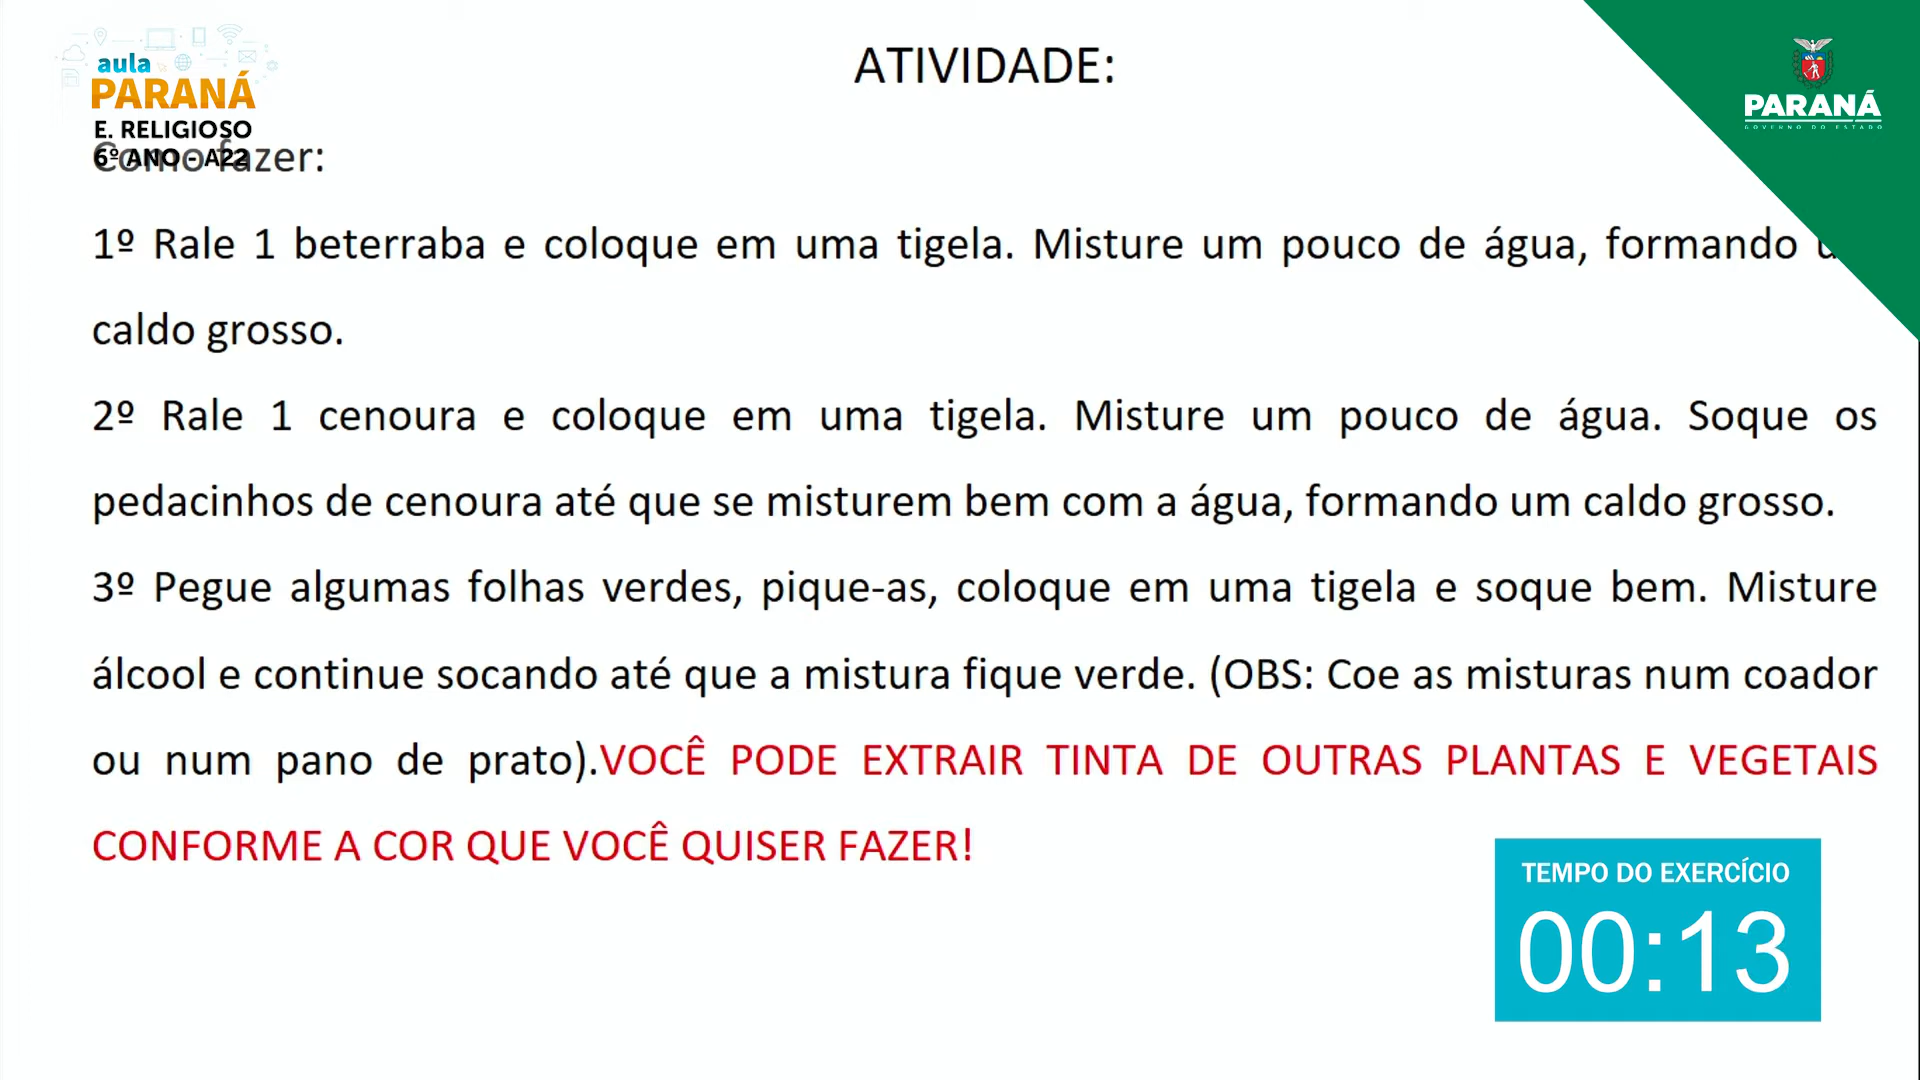 aula
PARANÁ
E. RELIGIOSO
6º ANO - A22
ATIVIDADE:
PARANÁ
GOVERNO DO ESTADO
Como fazer:
1º Rale 1 beterraba e coloque em uma tigela. Misture um pouco de água, formando
caldo grosso.
2º Rale 1 cenoura e coloque em uma tigela. Misture um pouco de água. Soque os
pedacinhos de cenoura até que se misturem bem com a água, formando um caldo grosso.
3º Pegue algumas folhas verdes, pique-as, coloque em uma tigela e soque bem. Misture
álcool e continue socando até que a mistura fique verde. (OBS: Coe as misturas num coador
ou num pano de prato).VOCÊ PODE EXTRAIR TINTA DE OUTRAS PLANTAS E VEGETAIS
CONFORME A COR QUE VOCÊ QUISER FAZER!
TEMPO DO EXERCÍCIO
00:13